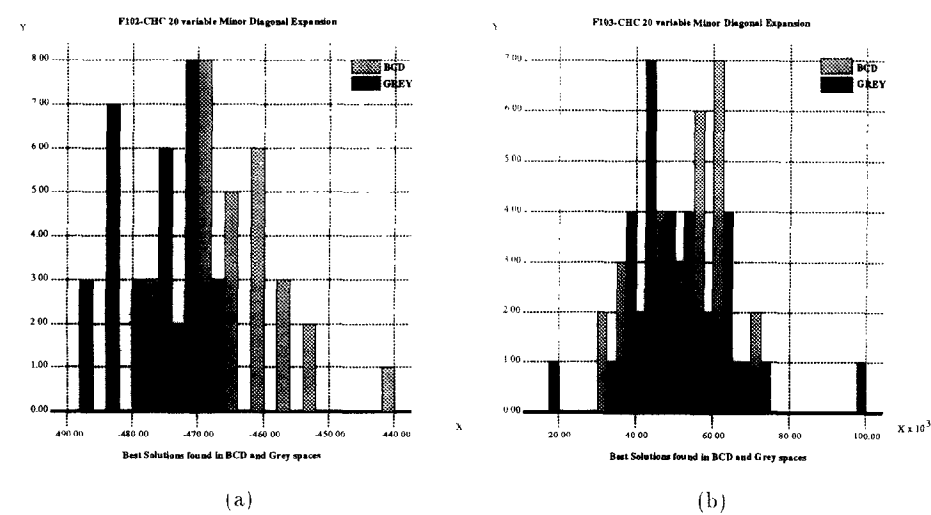 F102-CHC 20 variable Minor Diagonal Expansion
Y
8.00
7.00
6.00
5.00
4.00
3.00
2.00
1.00
0.00
BCD
GREY
-490.00 -480.00 -470.00 -460.00 -450.00 -440.00
X
Best Solutions found in BCD and Grey spaces
(a)
F103-CHC 20 variable Minor Diagonal Expansion
Y
7.00
6.00
5.00
4.00
3.00
2.00
1.00
0.00
BCD
GREY
20.00 40.00 60.00 80.00 100.00
X x 10³
Best Solutions found in BCD and Grey spaces
(b)